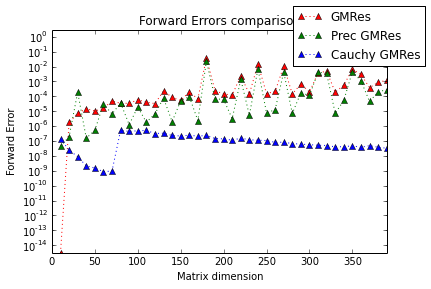 Forward Errors compariso
GMRes
Prec GMRes
Cauchy GMRes
10^0
10^-1
10^-2
10^-3
10^-4
10^-5
10^-6
10^-7
10^-8
10^-9
10^-10
10^-11
10^-12
10^-13
10^-14
Forward Error
0 50 100 150 200 250 300 350
Matrix dimension